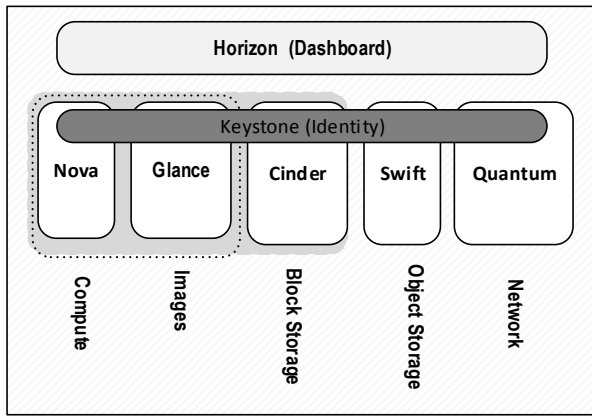 Horizon (Dashboard)
Keystone (Identity)
Nova
Glance
Cinder
Swift
Quantum
Compute
Images
Block Storage
Object Storage
Network